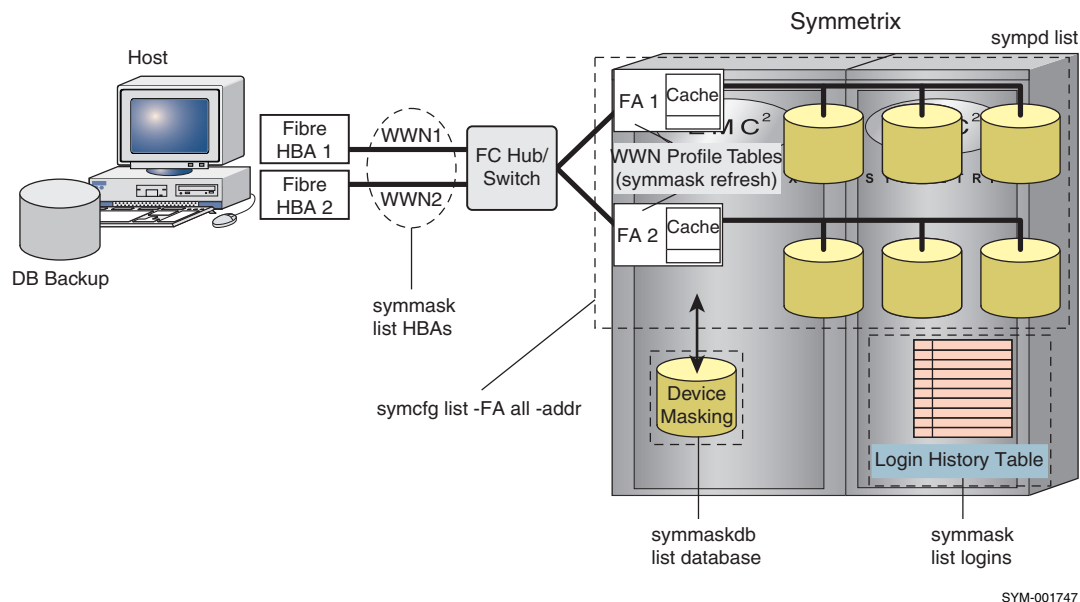 Symmetrix
sympd list
Host
Fibre
HBA 1
Fibre
HBA 2
WWN1
WWN2
FC Hub/
Switch
FA 1
Cache
EMC²
C²
WWN Profile Tables
(symmask refresh)
X
S Y
T R
FA 2
Cache
DB Backup
symmask
list HBAs
symcfg list -FA all -addr
Device
Masking
Login History Table
symmaskdb
list database
symmask
list logins
SYM-001747